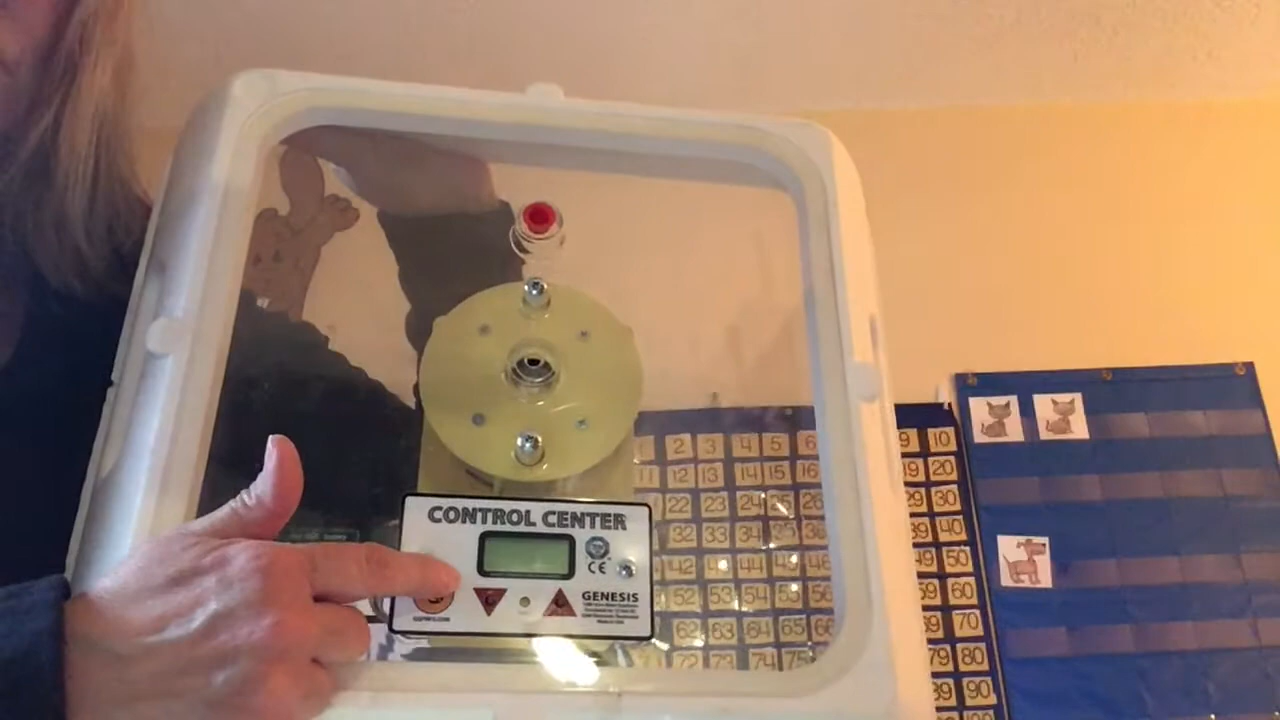 CONTROL CENTER
CE
GENESIS
2 3 4 5 6 9 10
11 12 13 14 15 16 19 20
22 23 24 25 26 29 30
32 33 34 35 36 39 40
42 43 44 45 46 49 50
52 53 54 55 56 59 60
62 63 64 65 66 69 70
72 73 74 75 79 80
89 90